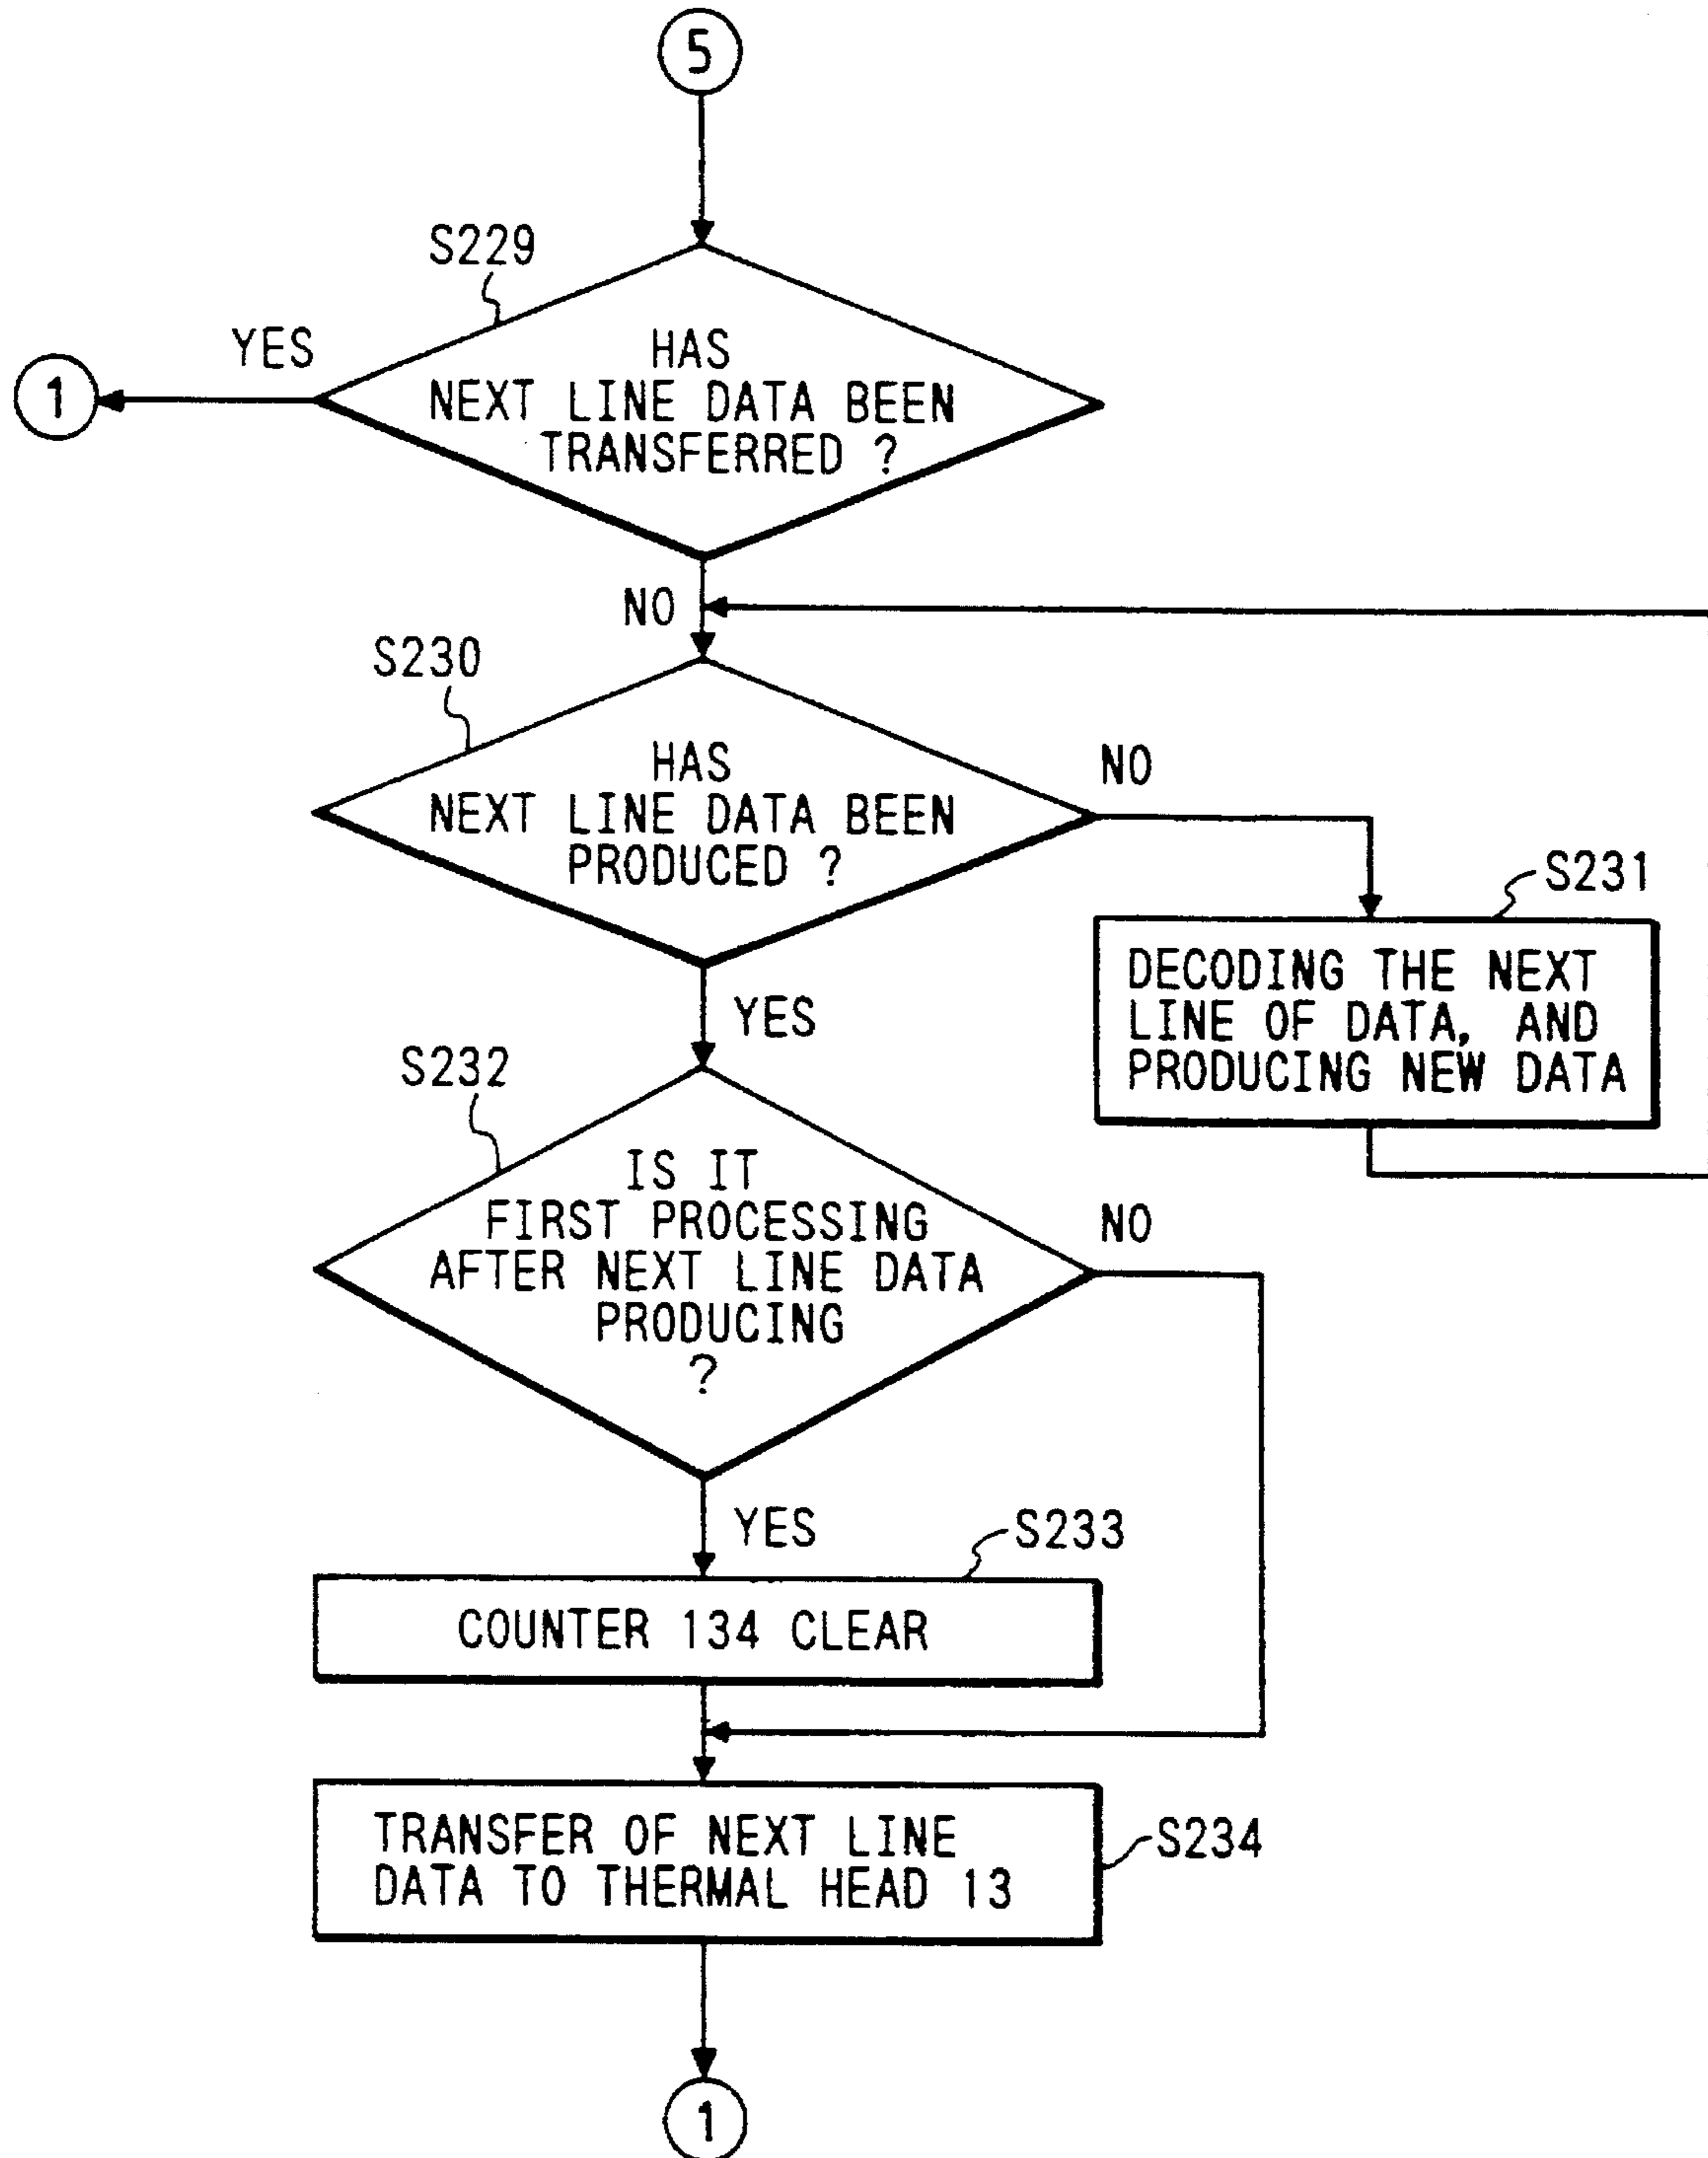 5
S229
YES
HAS
NEXT LINE DATA BEEN
TRANSFERRED ?
1
NO
S230
HAS
NEXT LINE DATA BEEN
PRODUCED ?
NO
S231
DECODING THE NEXT
LINE OF DATA, AND
PRODUCING NEW DATA
YES
S232
IS IT
FIRST PROCESSING
AFTER NEXT LINE DATA
PRODUCING
?
NO
YES
S233
COUNTER 134 CLEAR
TRANSFER OF NEXT LINE
DATA TO THERMAL HEAD 13
S234
1